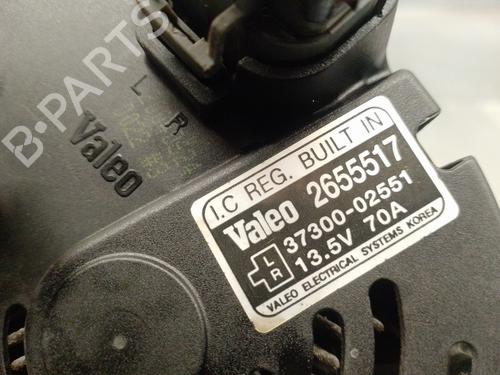 B-PARTS
L R
Valeo
I.C REG. BUILT IN
Valeo 2655517
37300-02551
L
R
13.5V 70A
VALEO ELECTRICAL SYSTEMS KOREA